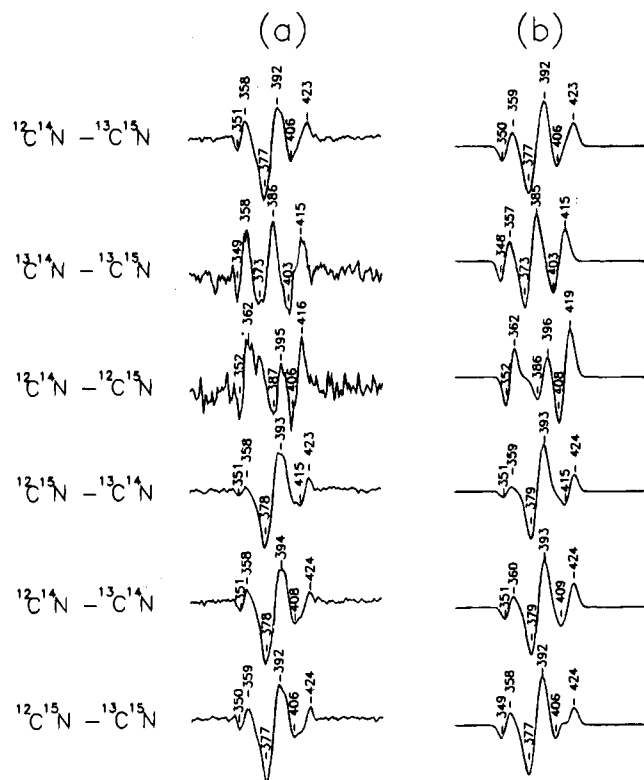 (a) (b)
¹²C¹⁴N – ¹³C¹⁵N
351 358 377 392 406 423
350 359 377 392 406 423
¹³C¹⁴N – ¹³C¹⁵N
349 358 373 386 403 415
348 357 373 385 403 415
¹²C¹⁴N – ¹²C¹⁵N
352 362 387 395 406 416
352 362 386 396 408 419
¹²C¹⁵N – ¹³C¹⁴N
351 358 378 393 415 423
351 359 379 393 415 424
¹²C¹⁴N – ¹³C¹⁴N
351 358 378 394 408 424
351 360 379 393 409 424
¹²C¹⁵N – ¹³C¹⁵N
350 359 377 392 406 424
349 358 377 392 406 424